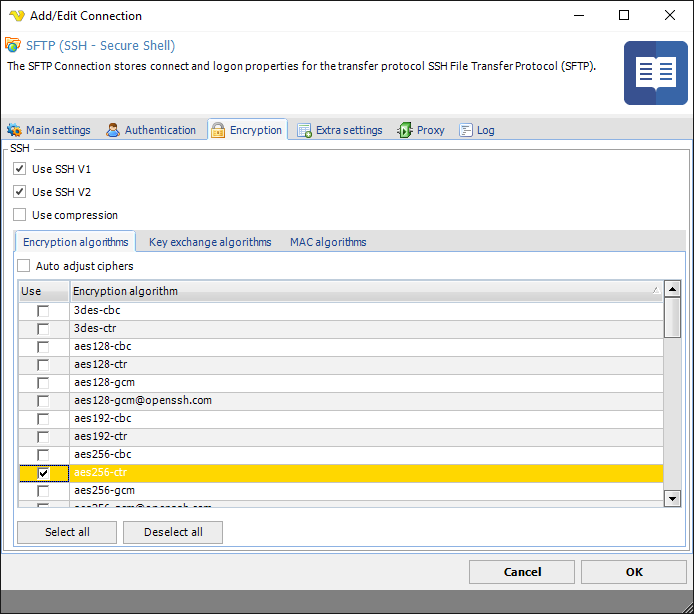 Add/Edit Connection
SFTP (SSH - Secure Shell)
The SFTP Connection stores connect and logon properties for the transfer protocol SSH File Transfer Protocol (SFTP).
Main settings Authentication Encryption Extra settings Proxy Log
SSH
Use SSH V1
Use SSH V2
Use compression
Encryption algorithms Key exchange algorithms MAC algorithms
Auto adjust ciphers
Use Encryption algorithm
3des-cbc
3des-ctr
aes128-cbc
aes128-ctr
aes128-gcm
aes128-gcm@openssh.com
aes192-cbc
aes192-ctr
aes256-cbc
aes256-ctr
aes256-gcm
aes256-gcm@openssh.com
Select all Deselect all
Cancel OK